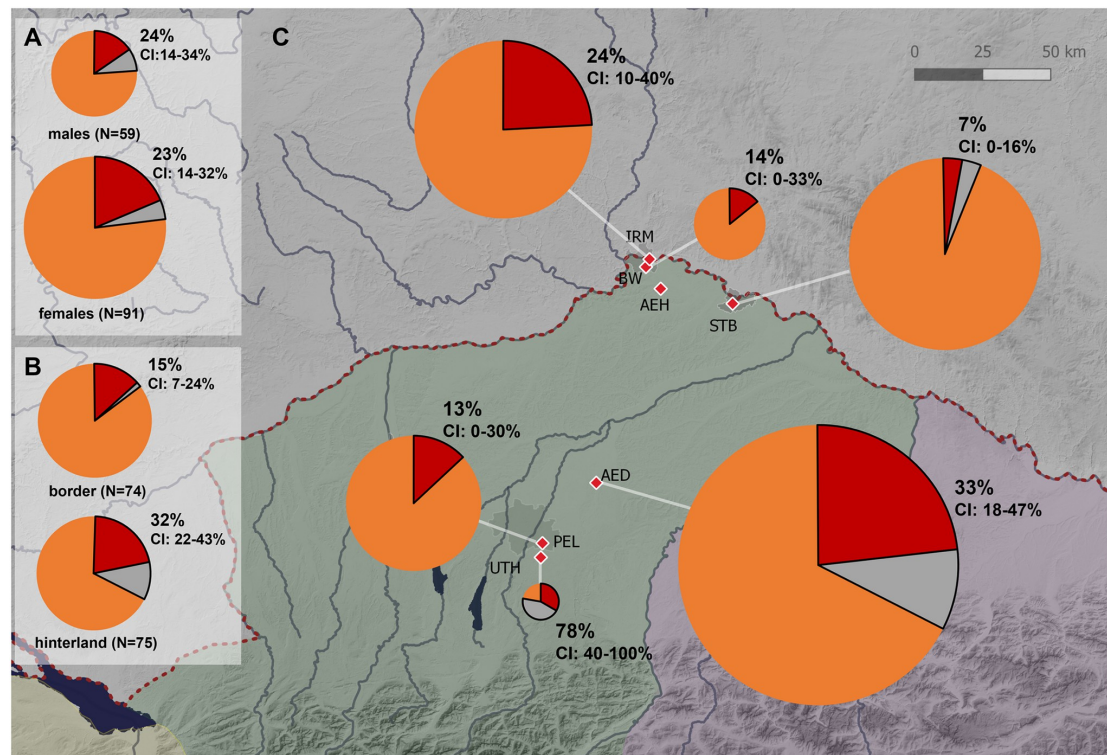 A
24%
CI:14-34%
males (N=59)
23%
CI: 14-32%
females (N=91)
B
15%
CI: 7-24%
border (N=74)
32%
CI: 22-43%
hinterland (N=75)
C
24%
CI: 10-40%
0 25 50 km
7%
CI: 0-16%
14%
CI: 0-33%
IRM
BW
AEH
STB
13%
CI: 0-30%
AED
33%
CI: 18-47%
PEL
UTH
78%
CI: 40-100%